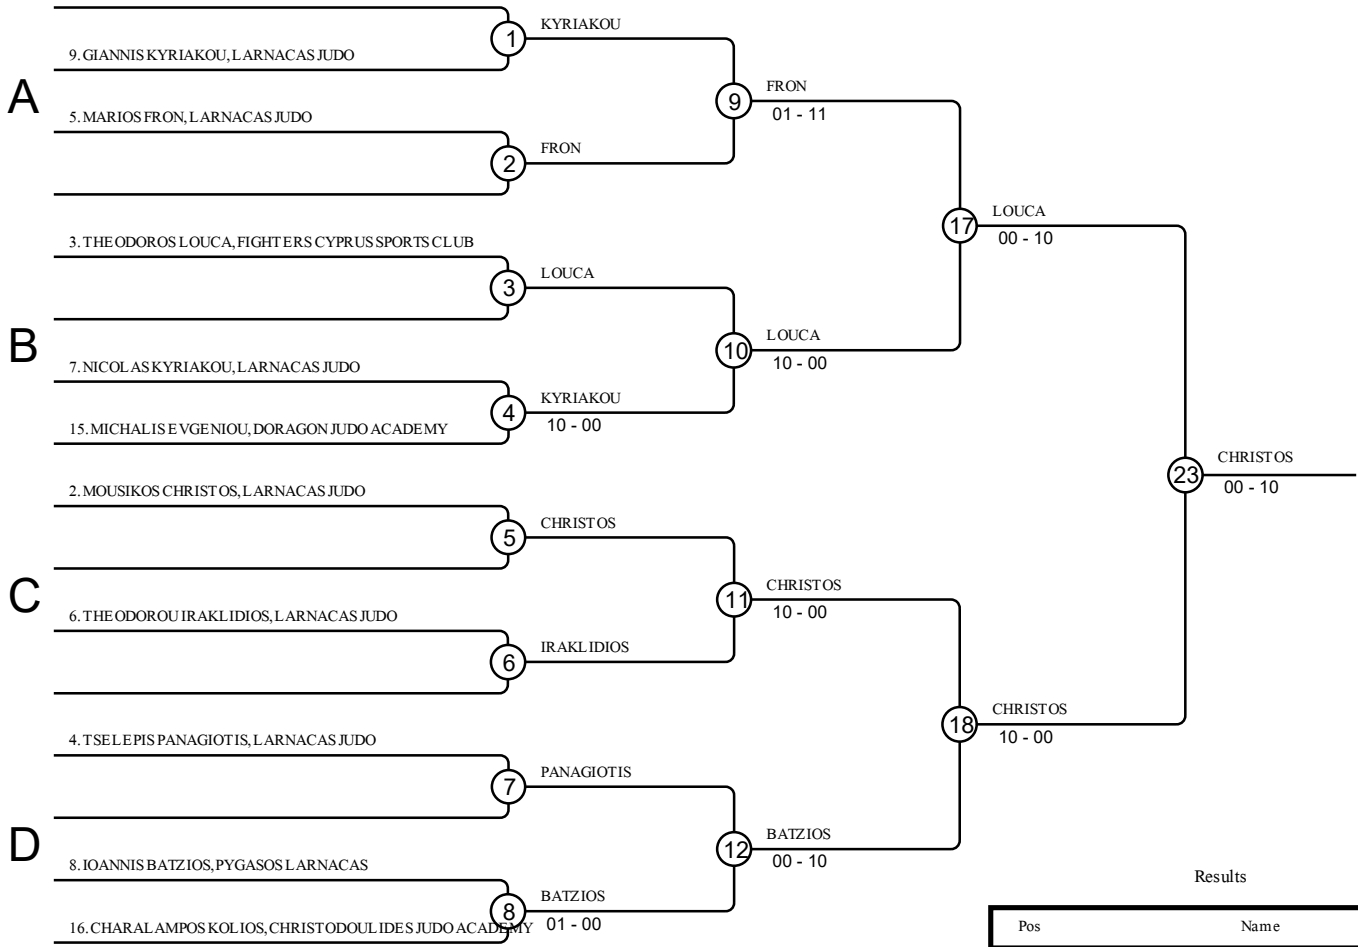 KYRIAKOU
1
9. GIANNIS KYRIAKOU, LARNACAS JUDO
A
FRON
9
01 - 11
5. MARIOS FRON, LARNACAS JUDO
FRON
2
LOUCA
17
00 - 10
3. THEODOROS LOUCA, FIGHTERS CYPRUS SPORTS CLUB
LOUCA
3
B
LOUCA
10
10 - 00
7. NICOLAS KYRIAKOU, LARNACAS JUDO
KYRIAKOU
4
10 - 00
15. MICHALIS EVGENIOU, DORAGON JUDO ACADEMY
CHRISTOS
23
00 - 10
2. MOUSIKOS CHRISTOS, LARNACAS JUDO
CHRISTOS
5
C
CHRISTOS
11
10 - 00
6. THEODOROU IRAKLIDIOS, LARNACAS JUDO
IRAKLIDIOS
6
CHRISTOS
18
10 - 00
4. TSELEPIS PANAGIOTIS, LARNACAS JUDO
PANAGIOTIS
7
D
BATZIOS
12
00 - 10
8. IOANNIS BATZIOS, PYGASOS LARNACAS
BATZIOS
8
01 - 00
16. CHARALAMPOS KOLIOS, CHRISTODOULIDES JUDO ACADEMY
Results
Pos Name